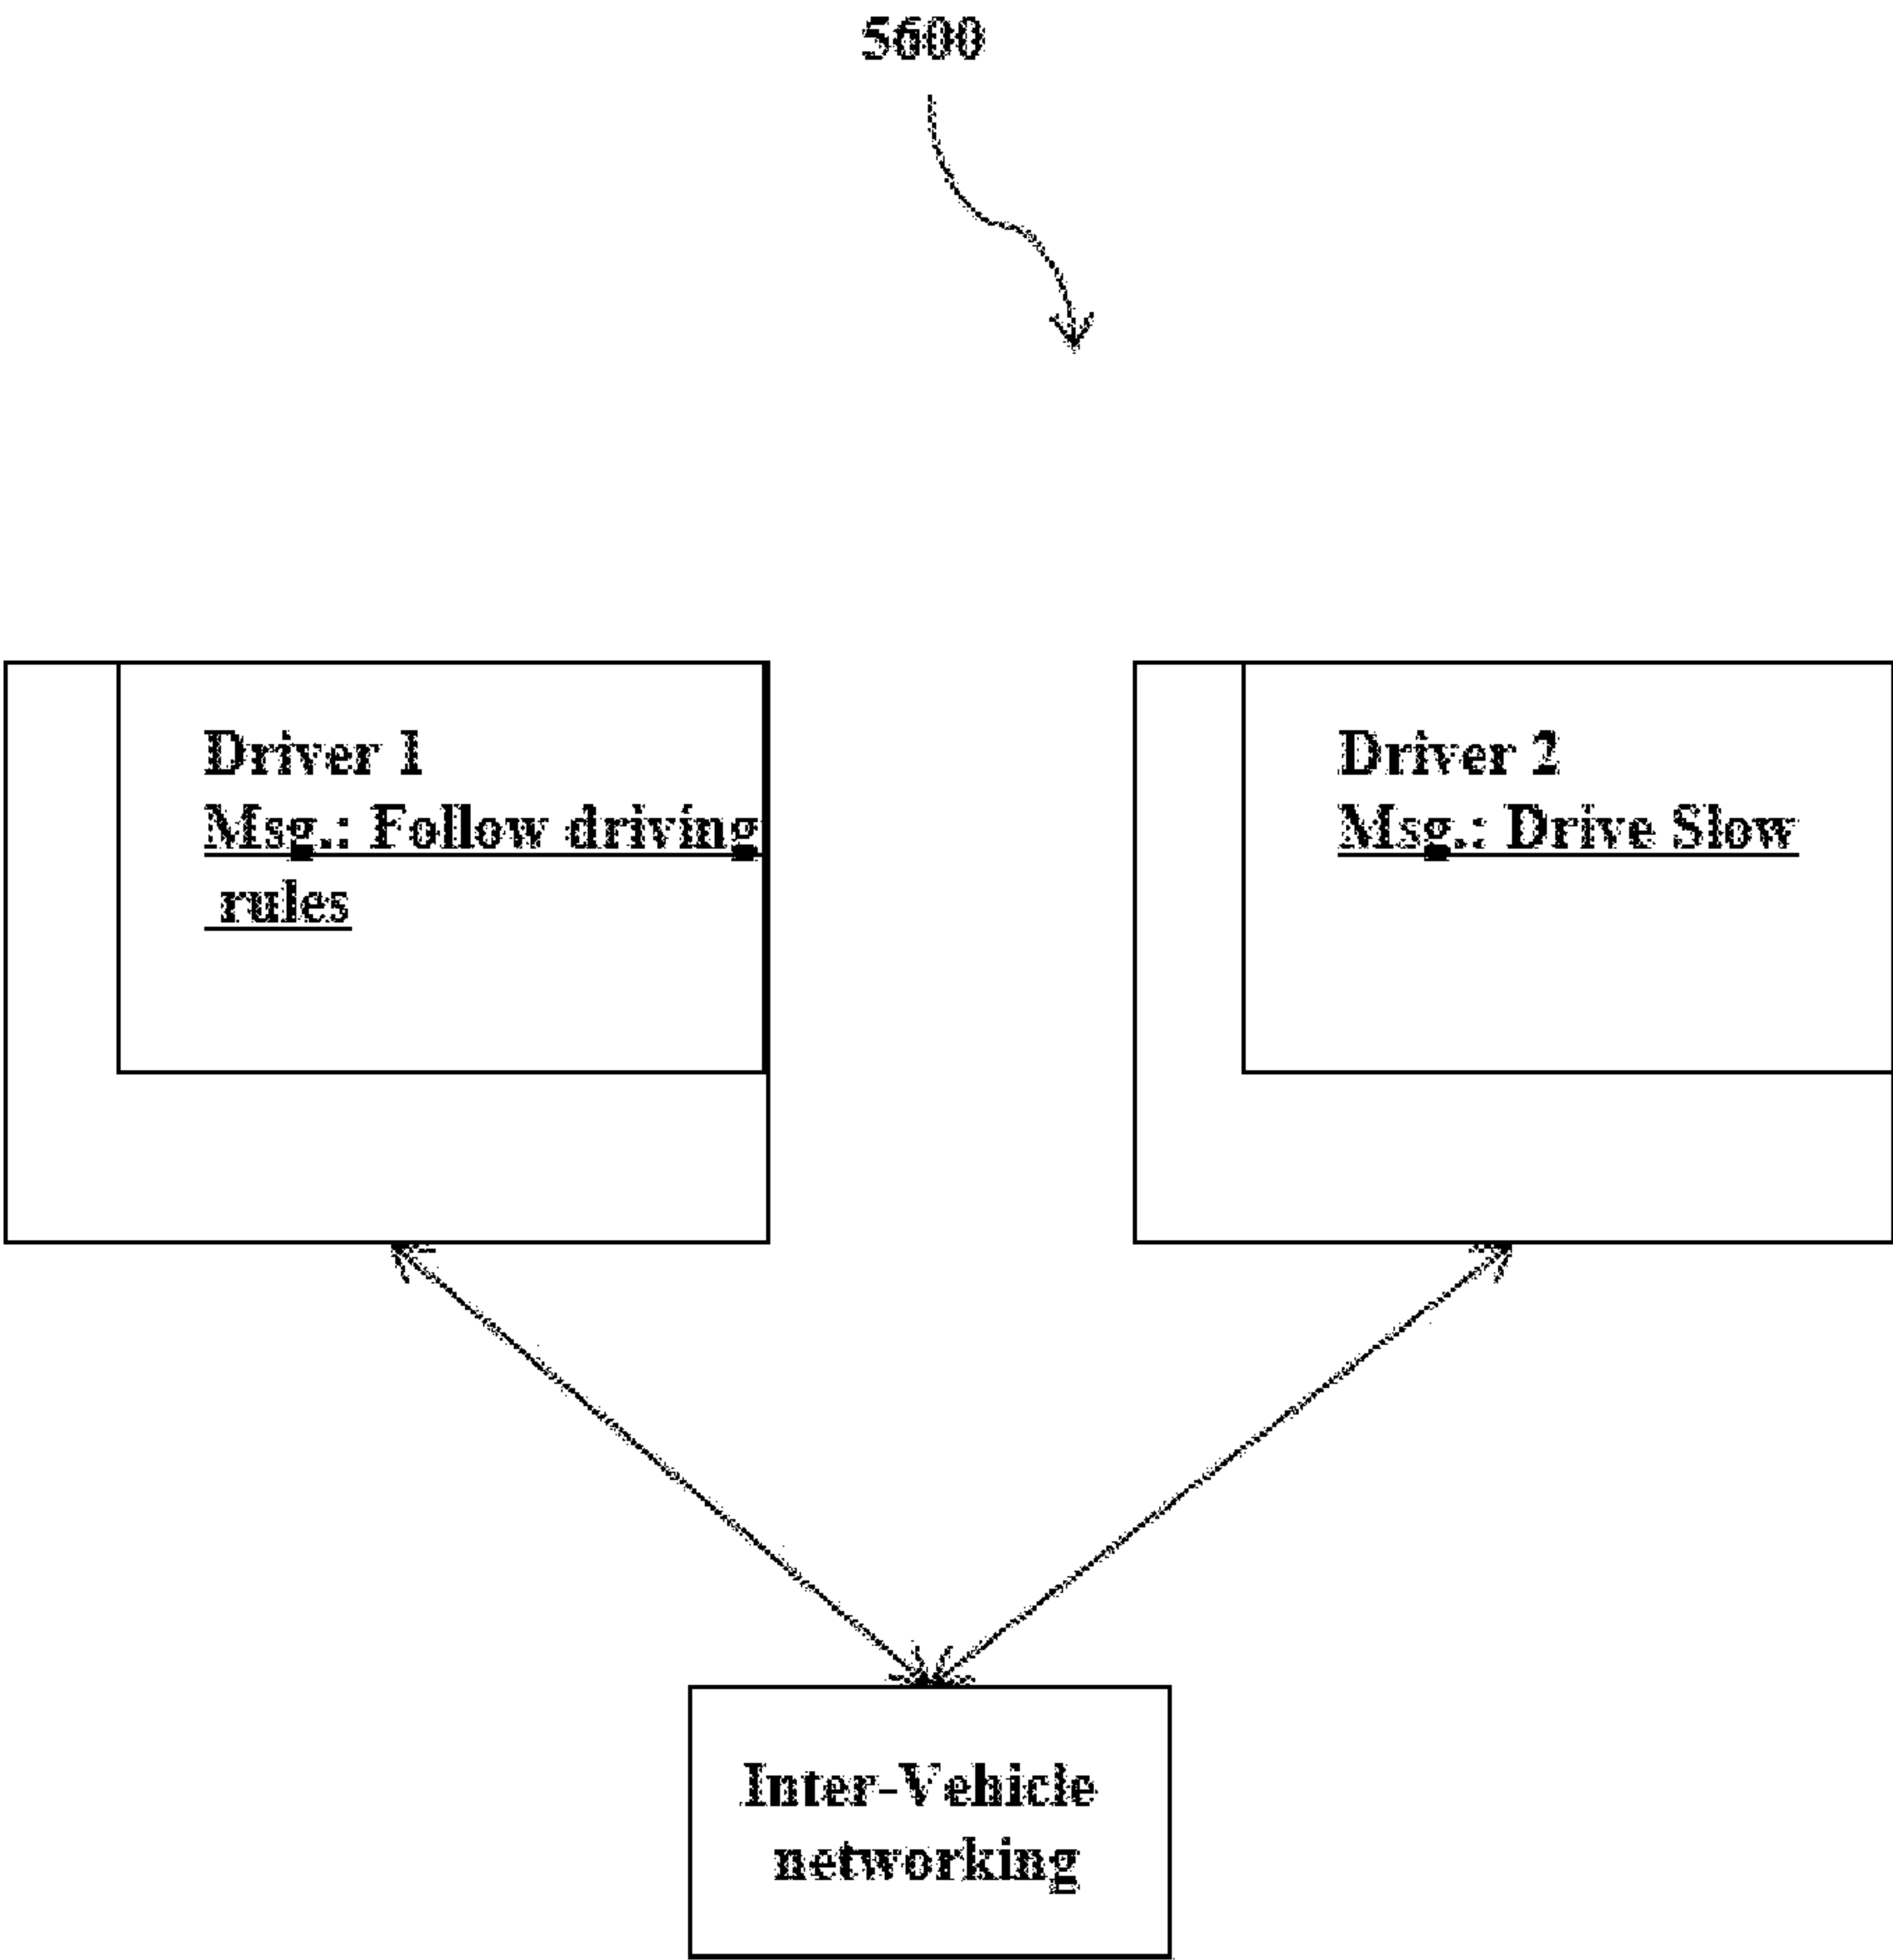 5600
Driver 1
Msg.: Follow driving
rules
Driver 2
Msg.: Drive Slow
Inter-Vehicle
networking